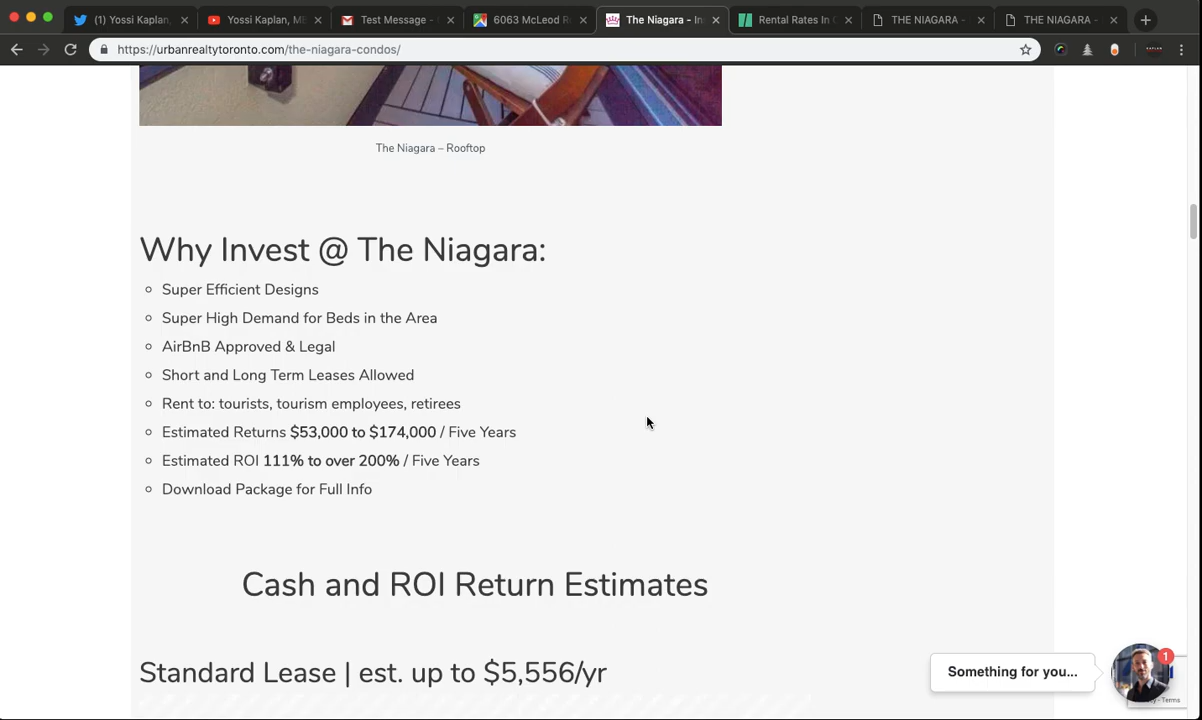 (1) Yossi Kaplan,
Yossi Kaplan, MB
Test Message -
6063 McLeod R
The Niagara - In
Rental Rates In C
THE NIAGARA -
THE NIAGARA -
https://urbanrealtytoronto.com/the-niagara-condos/
The Niagara – Rooftop
Why Invest @ The Niagara:
Super Efficient Designs
Super High Demand for Beds in the Area
AirBnB Approved & Legal
Short and Long Term Leases Allowed
Rent to: tourists, tourism employees, retirees
Estimated Returns $53,000 to $174,000 / Five Years
Estimated ROI 111% to over 200% / Five Years
Download Package for Full Info
Cash and ROI Return Estimates
Standard Lease | est. up to $5,556/yr
Something for you...
1
- Terms